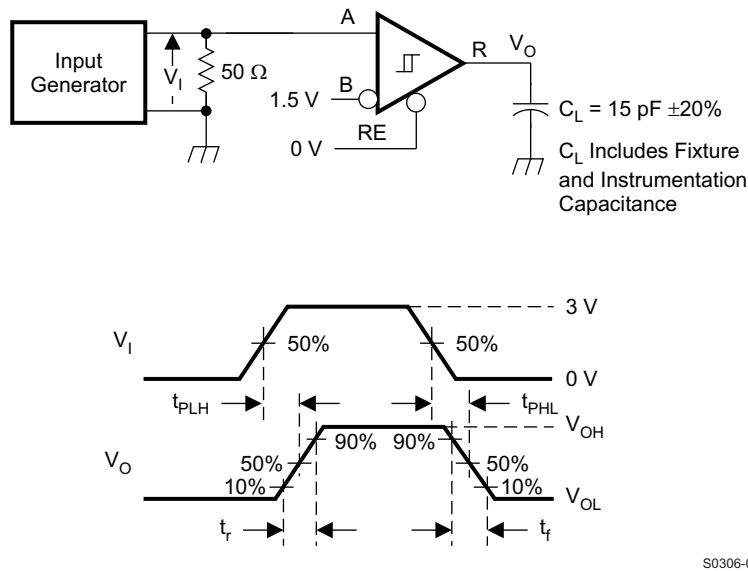 Input
Generator
V_I
50 Ω
A
B
1.5 V
RE
0 V
R
V_O
C_L = 15 pF ±20%
C_L Includes Fixture
and Instrumentation
Capacitance
3 V
V_I
50%
50%
0 V
t_PLH
t_PHL
V_OH
90%
90%
V_O
50%
50%
10%
10%
V_OL
t_r
t_f